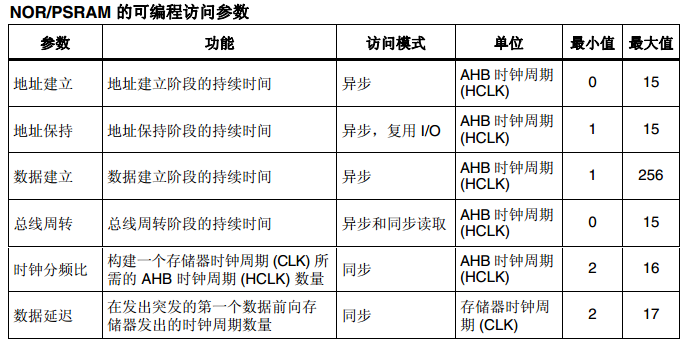 NOR/PSRAM 的可编程访问参数
参数 功能 访问模式 单位 最小值 最大值
地址建立 地址建立阶段的持续时间 异步 AHB 时钟周期 (HCLK) 0 15
地址保持 地址保持阶段的持续时间 异步，复用 I/O AHB 时钟周期 (HCLK) 1 15
数据建立 数据建立阶段的持续时间 异步 AHB 时钟周期 (HCLK) 1 256
总线周转 总线周转阶段的持续时间 异步和同步读取 AHB 时钟周期 (HCLK) 0 15
时钟分频比 构建一个存储器时钟周期 (CLK) 所需的 AHB 时钟周期 (HCLK) 数量 同步 AHB 时钟周期 (HCLK) 2 16
数据延迟 在发出突发的第一个数据前向存储器发出的时钟周期数量 同步 存储器时钟周期 (CLK) 2 17